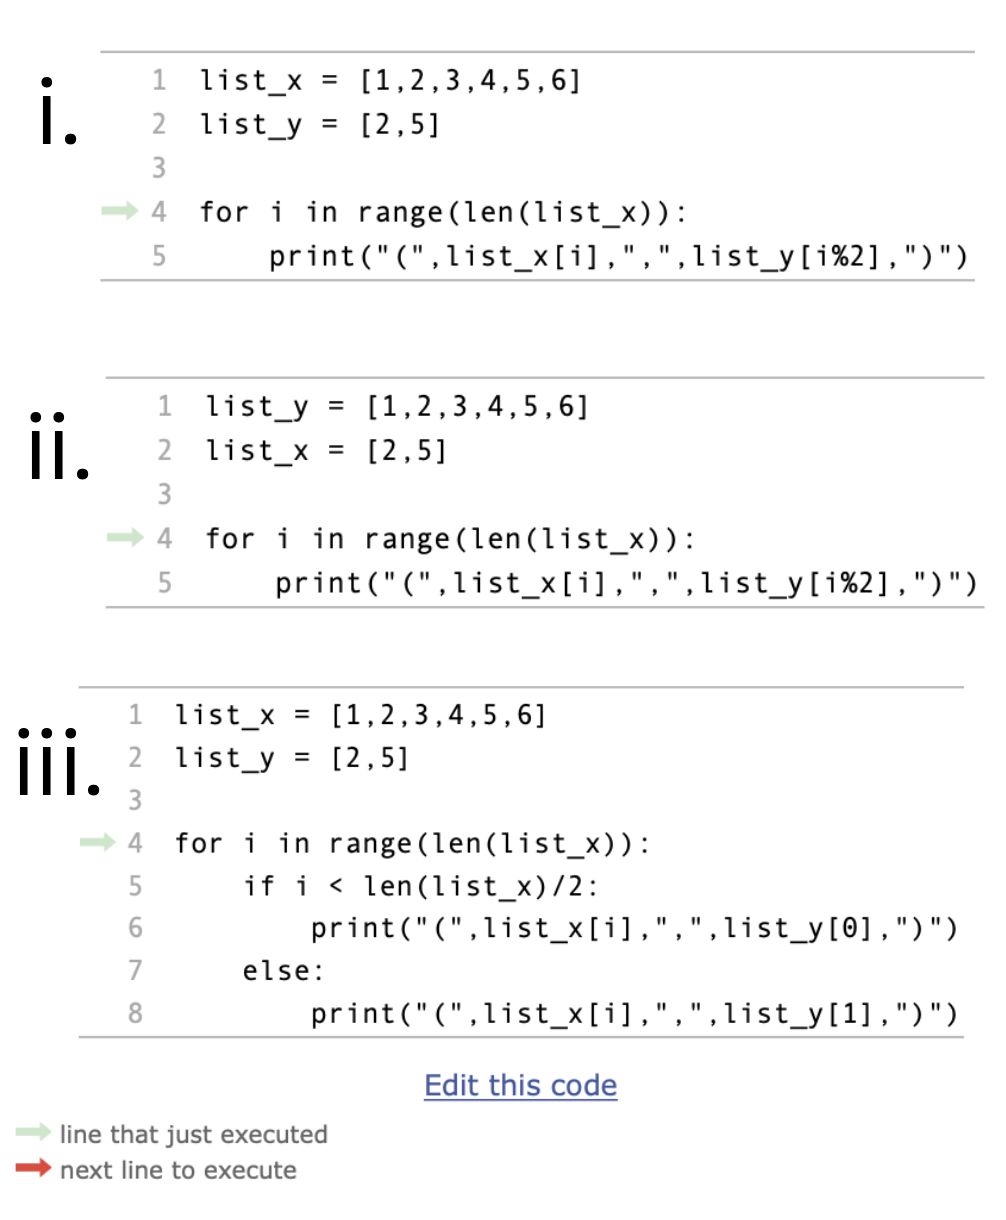 i.
1 list_x = [1,2,3,4,5,6]
2 list_y = [2,5]
3
4 for i in range(len(list_x)):
5     print("(",list_x[i],",",list_y[i%2],")")
ii.
1 list_y = [1,2,3,4,5,6]
2 list_x = [2,5]
3
4 for i in range(len(list_x)):
5     print("(",list_x[i],",",list_y[i%2],")")
iii.
1 list_x = [1,2,3,4,5,6]
2 list_y = [2,5]
3
4 for i in range(len(list_x)):
5     if i < len(list_x)/2:
6         print("(",list_x[i],",",list_y[0],")")
7     else:
8         print("(",list_x[i],",",list_y[1],")")
Edit this code
line that just executed
next line to execute